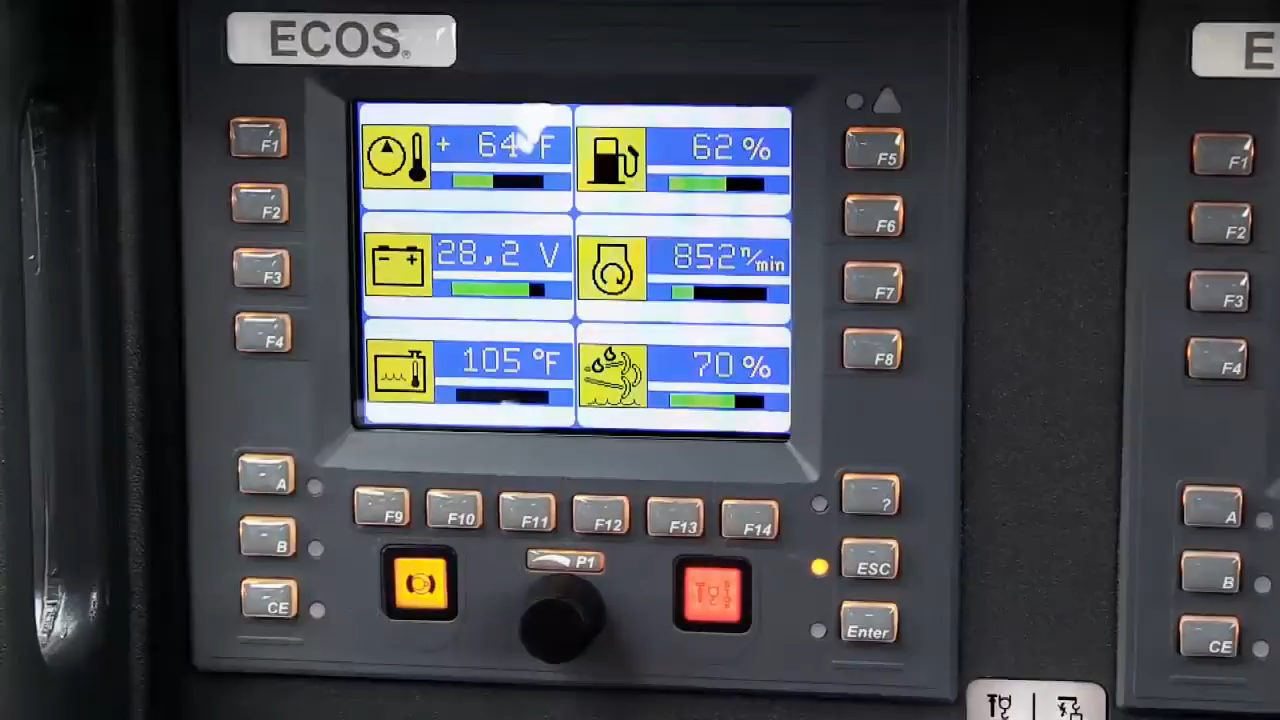 ECOS®
E
F1
F2
F3
F4
+ 64 °F
62 %
28,2 V
852 n/min
105 °F
70 %
F5
F6
F7
F8
F1
F2
F3
F4
A
B
CE
F9
F10
F11
F12
F13
F14
P1
?
ESC
Enter
A
B
CE